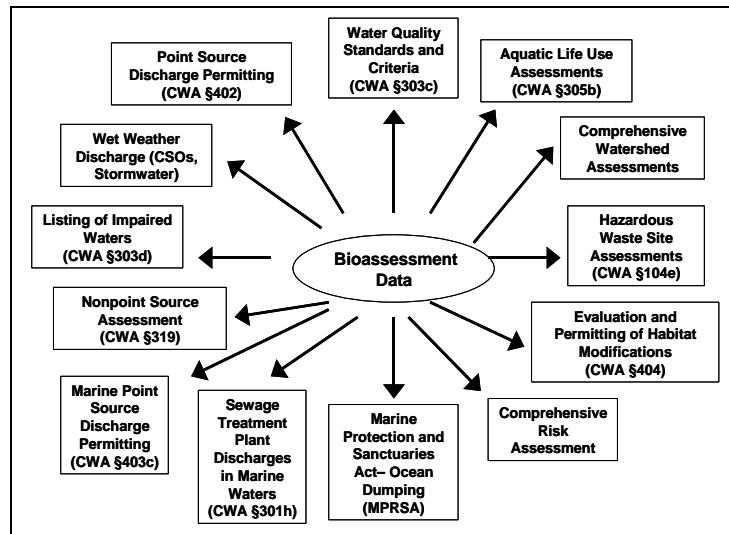 Water Quality
Standards and
Criteria
(CWA §303c)
Point Source
Discharge Permitting
(CWA §402)
Aquatic Life Use
Assessments
(CWA §305b)
Wet Weather
Discharge (CSOs,
Stormwater)
Comprehensive
Watershed
Assessments
Listing of Impaired
Waters
(CWA §303d)
Bioassessment
Data
Hazardous
Waste Site
Assessments
(CWA §104e)
Nonpoint Source
Assessment
(CWA §319)
Evaluation and
Permitting of Habitat
Modifications
(CWA §404)
Marine Point
Source
Discharge
Permitting
(CWA §403c)
Sewage
Treatment
Plant
Discharges
in Marine
Waters
(CWA §301h)
Marine
Protection and
Sanctuaries
Act– Ocean
Dumping
(MPRSA)
Comprehensive
Risk
Assessment